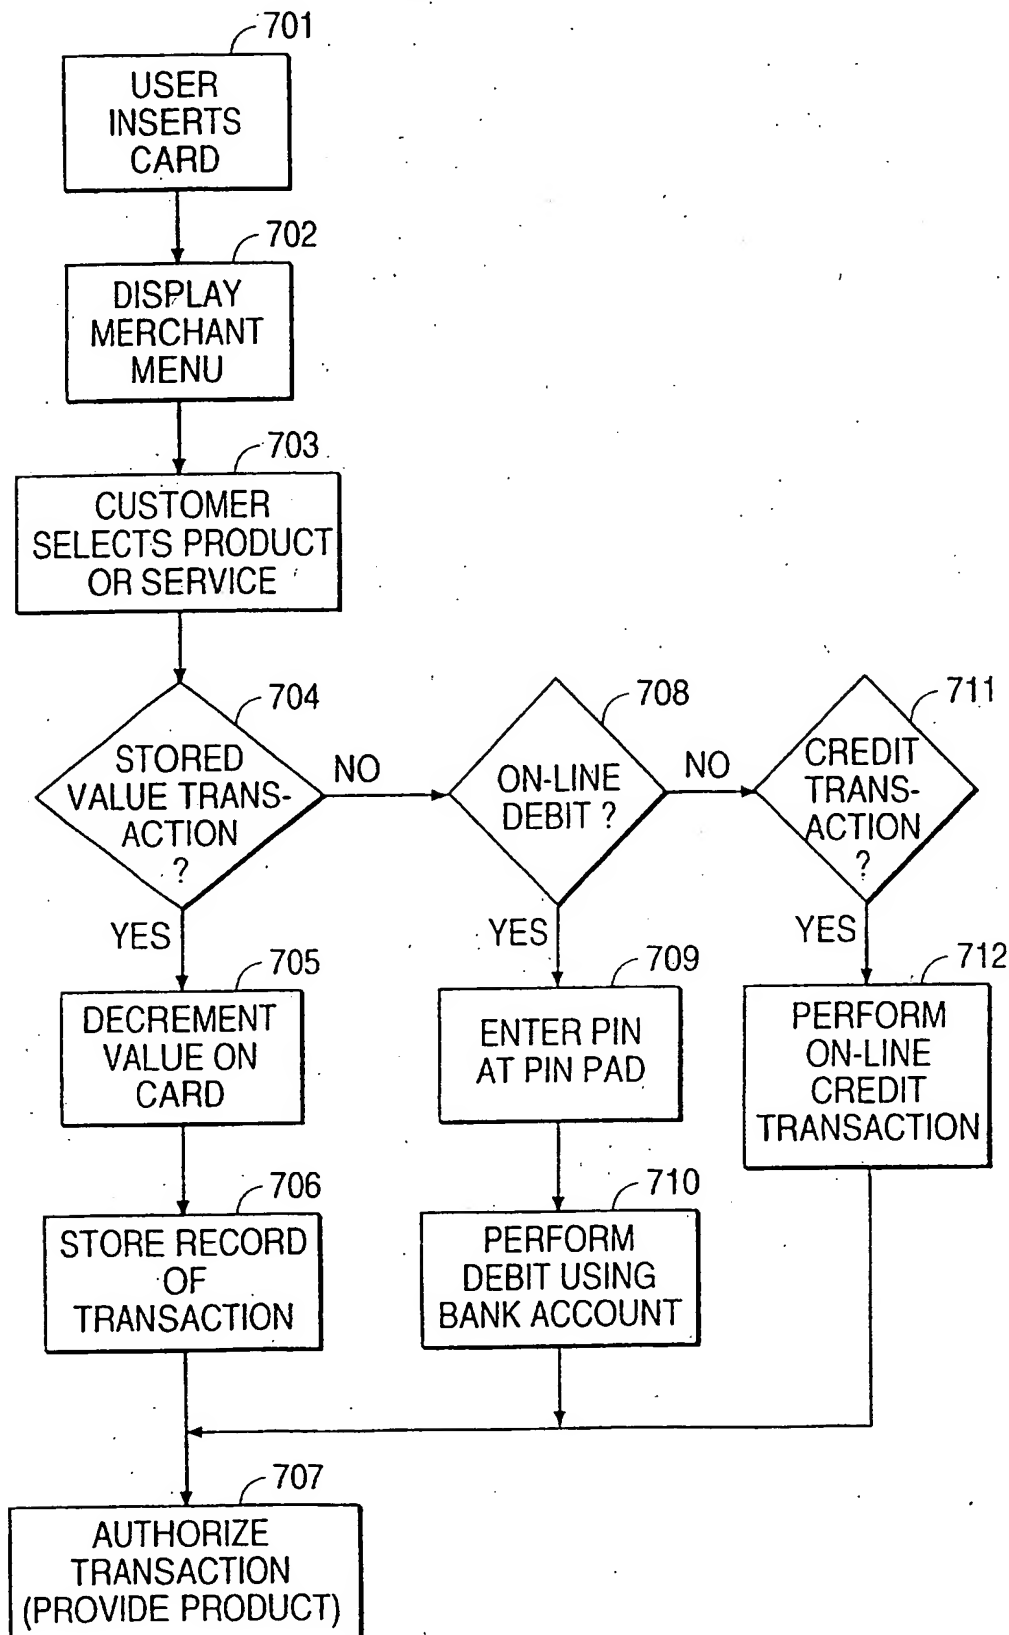 701
USER
INSERTS
CARD
702
DISPLAY
MERCHANT
MENU
703
CUSTOMER
SELECTS PRODUCT
OR SERVICE
704
STORED
VALUE TRANS-
ACTION
?
NO
708
ON-LINE
DEBIT ?
NO
711
CREDIT
TRANS-
ACTION
?
YES
705
DECREMENT
VALUE ON
CARD
706
STORE RECORD
OF
TRANSACTION
YES
709
ENTER PIN
AT PIN PAD
710
PERFORM
DEBIT USING
BANK ACCOUNT
YES
712
PERFORM
ON-LINE
CREDIT
TRANSACTION
707
AUTHORIZE
TRANSACTION
(PROVIDE PRODUCT)